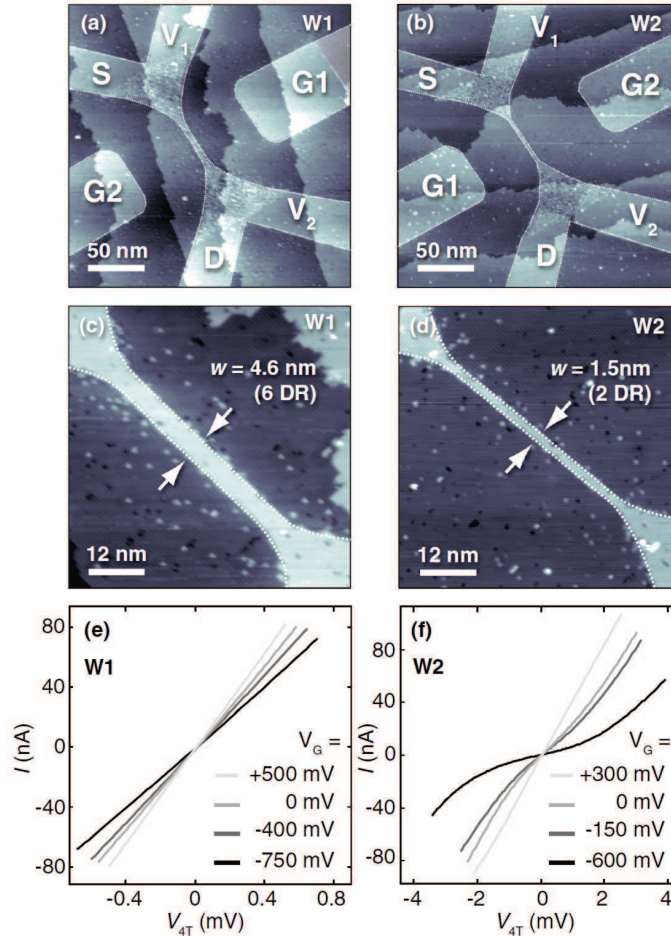 (a)
W1
V1
S
G1
G2
V2
D
50 nm
(b)
W2
V1
S
G2
G1
V2
D
50 nm
(c)
W1
w = 4.6 nm
(6 DR)
12 nm
(d)
W2
w = 1.5nm
(2 DR)
12 nm
(e)
W1
80
40
0
-40
-80
I (nA)
VG =
+500 mV
0 mV
-400 mV
-750 mV
-0.4
0
0.4
0.8
V4T (mV)
(f)
W2
80
40
0
-40
-80
I (nA)
VG =
+300 mV
0 mV
-150 mV
-600 mV
-4
-2
0
2
4
V4T (mV)